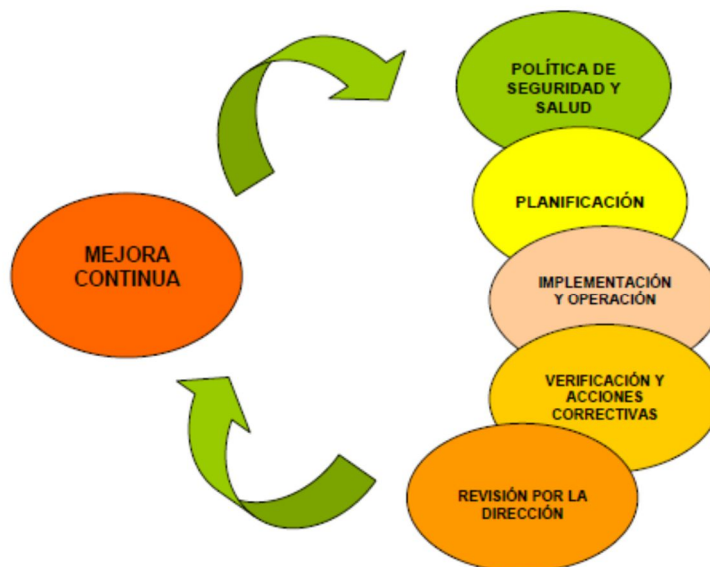 POLÍTICA DE
SEGURIDAD Y
SALUD
PLANIFICACIÓN
MEJORA
CONTINUA
IMPLEMENTACIÓN
Y OPERACIÓN
VERIFICACIÓN Y
ACCIONES
CORRECTIVAS
REVISIÓN POR LA
DIRECCIÓN